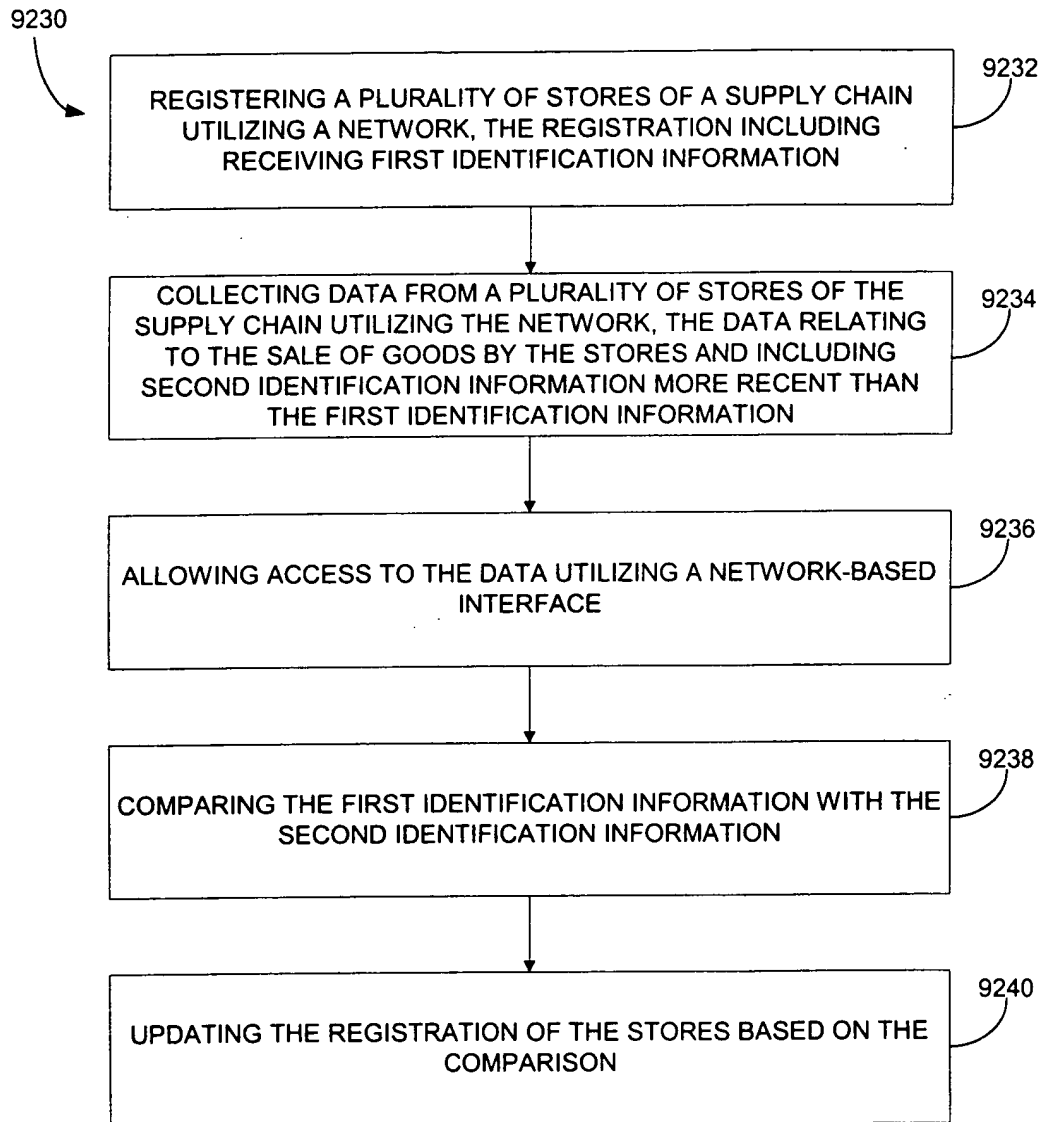 9230
9232
REGISTERING A PLURALITY OF STORES OF A SUPPLY CHAIN
UTILIZING A NETWORK, THE REGISTRATION INCLUDING
RECEIVING FIRST IDENTIFICATION INFORMATION
9234
COLLECTING DATA FROM A PLURALITY OF STORES OF THE
SUPPLY CHAIN UTILIZING THE NETWORK, THE DATA RELATING
TO THE SALE OF GOODS BY THE STORES AND INCLUDING
SECOND IDENTIFICATION INFORMATION MORE RECENT THAN
THE FIRST IDENTIFICATION INFORMATION
9236
ALLOWING ACCESS TO THE DATA UTILIZING A NETWORK-BASED
INTERFACE
9238
COMPARING THE FIRST IDENTIFICATION INFORMATION WITH THE
SECOND IDENTIFICATION INFORMATION
9240
UPDATING THE REGISTRATION OF THE STORES BASED ON THE
COMPARISON